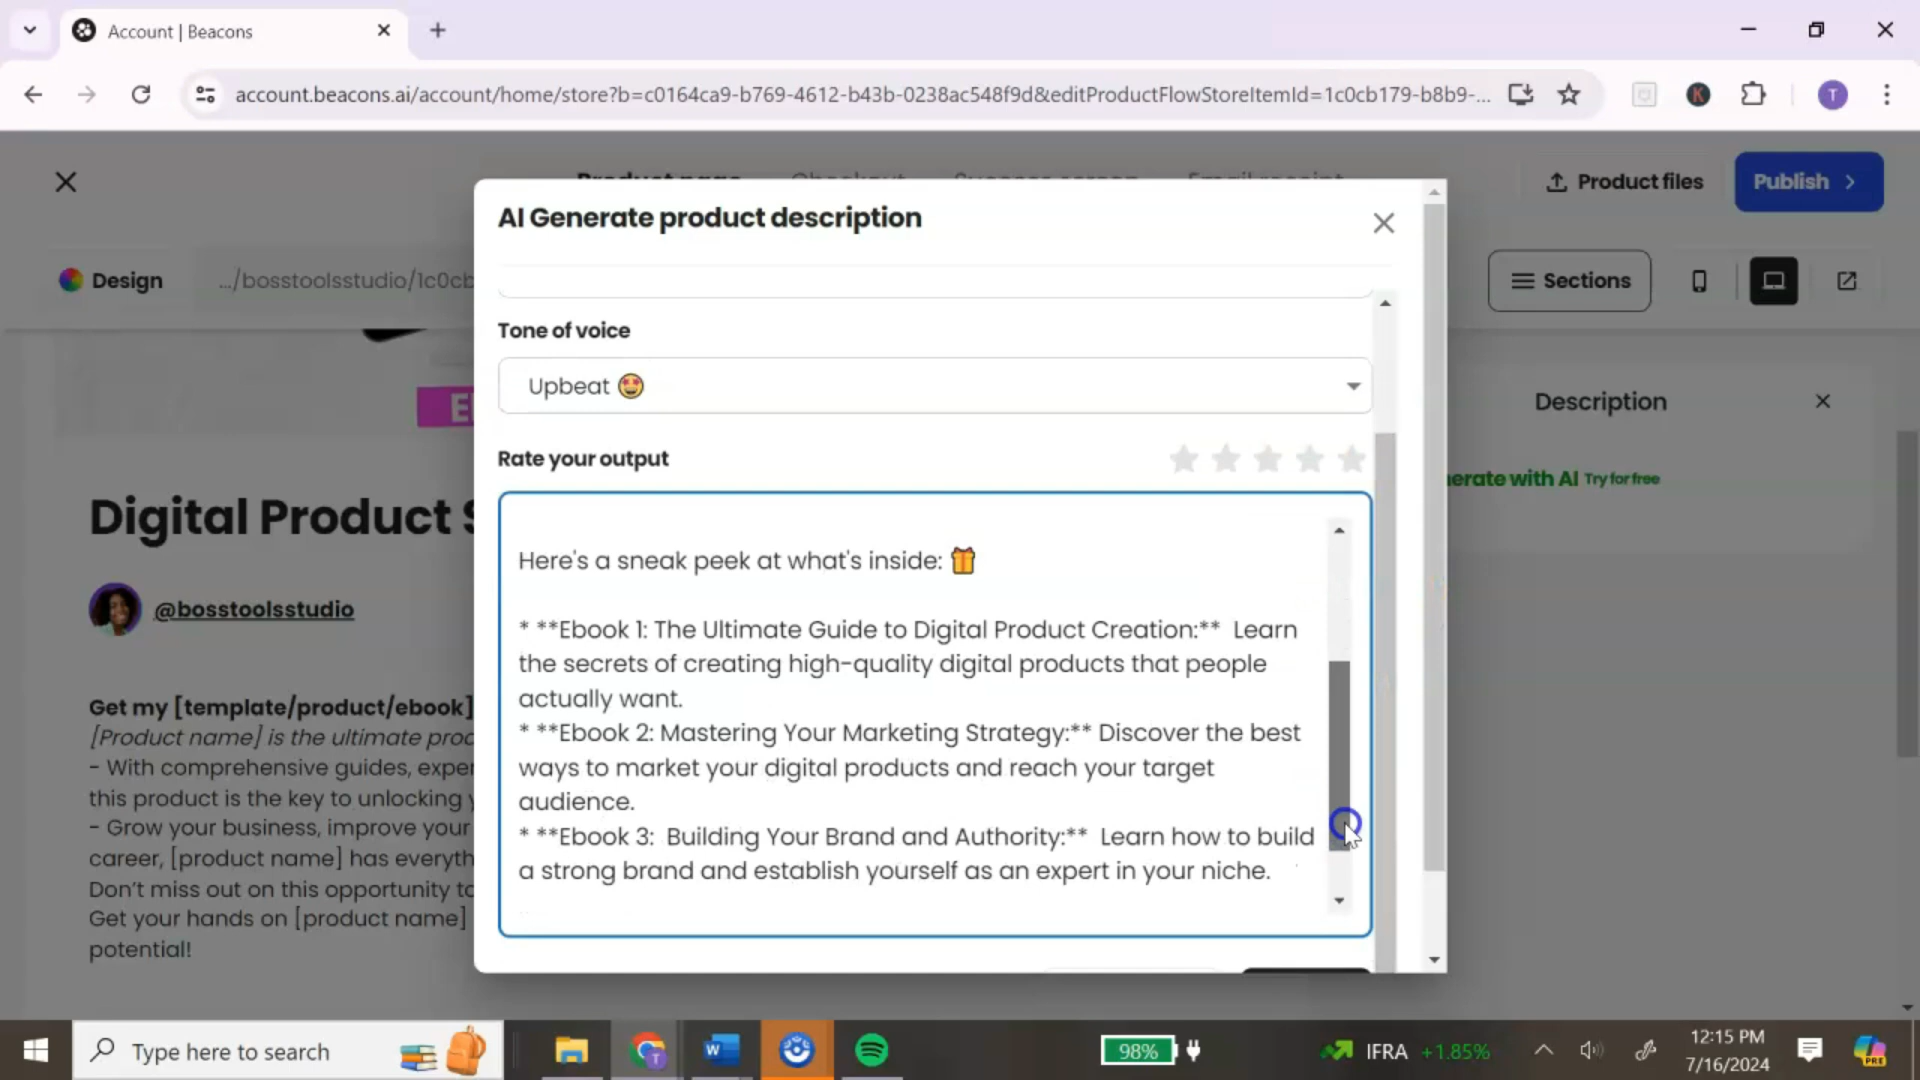 Account | Beacons
account.beacons.ai/account/home/store?b=c0164ca9-b769-4612-b43b-0238ac548f9d&editProductFlowStoreItemId=1c0cb179-b8b9-...
T
Product files
Publish
Design
.../bosstoolsstudio/1c0cb
Sections
AI Generate product description
Tone of voice
Upbeat 🤩
Rate your output
Here's a sneak peek at what's inside: 🎁
* **Ebook 1: The Ultimate Guide to Digital Product Creation:** Learn
the secrets of creating high-quality digital products that people
actually want.
* **Ebook 2: Mastering Your Marketing Strategy:** Discover the best
ways to market your digital products and reach your target
audience.
* **Ebook 3: Building Your Brand and Authority:** Learn how to build
a strong brand and establish yourself as an expert in your niche.
Description
erate with AI Try for free
Digital Product
@bosstoolsstudio
Get my [template/product/ebook]
[Product name] is the ultimate proc
- With comprehensive guides, exper
this product is the key to unlocking
- Grow your business, improve your
career, [product name] has everyth
Don't miss out on this opportunity to
Get your hands on [product name]
potential!
Type here to search
98%
IFRA +1.85%
12:15 PM
7/16/2024
PRE